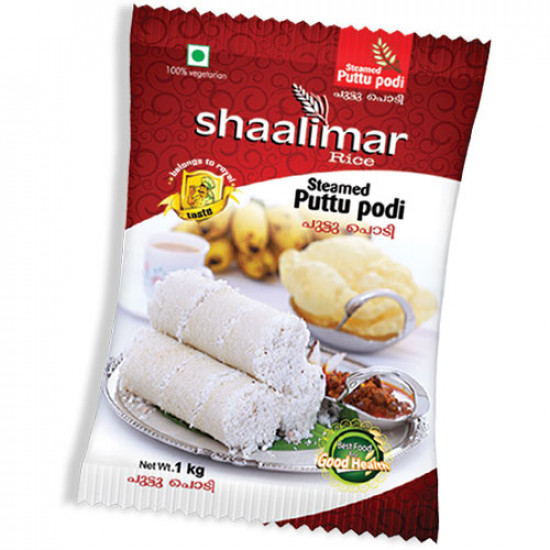 Steamed
Puttu podi
പുട്ടു പൊടി
100% vegetarian
shaalimar
Rice
belongs to royal
taste
Steamed
Puttu podi
പുട്ടു പൊടി
Best Food
Good Health
Net Wt. 1 kg
പുട്ടു പൊടി